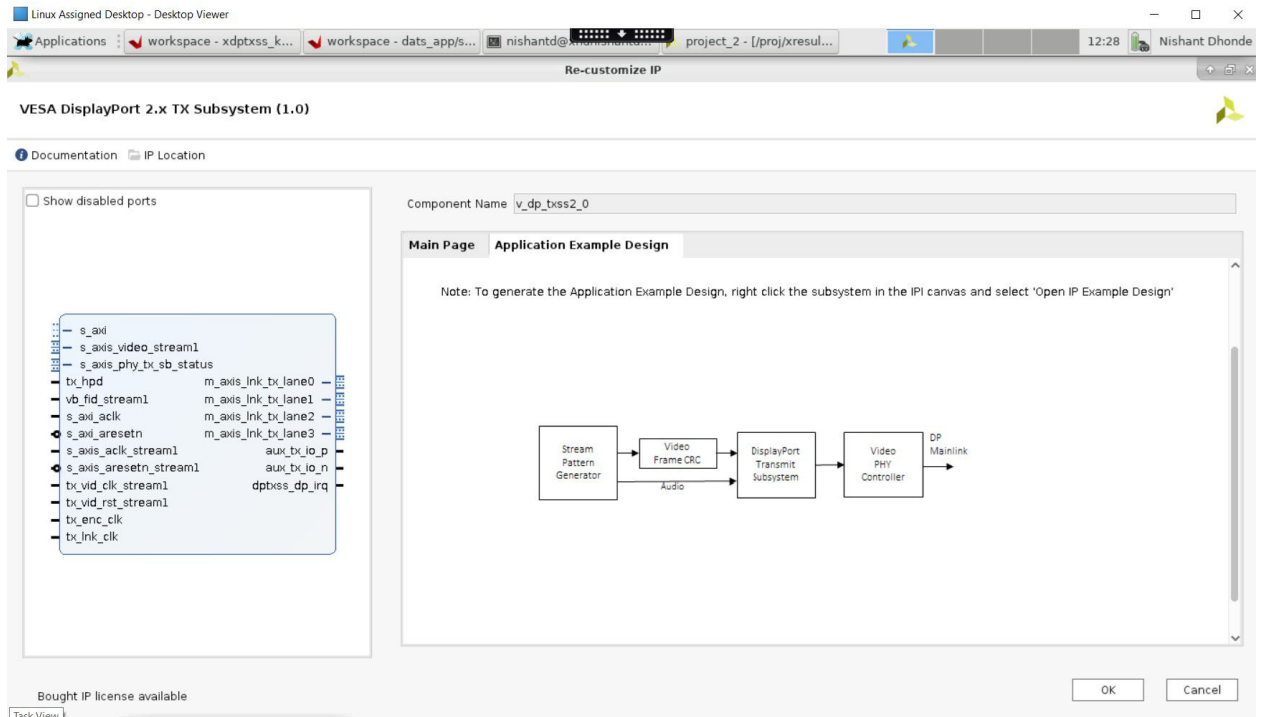 Linux Assigned Desktop - Desktop Viewer
Applications
workspace - xdptxss_k...
workspace - dats_app/s...
nishantd@
project_2 - [/proj/xresul...
12:28
Nishant Dhonde
Re-customize IP
VESA DisplayPort 2.x TX Subsystem (1.0)
Documentation
IP Location
Show disabled ports
s_axi
s_axis_video_stream1
s_axis_phy_tx_sb_status
tx_hpd
vb_fid_stream1
s_axi_aclk
s_axi_aresetn
s_axis_aclk_stream1
s_axis_aresetn_stream1
tx_vid_clk_stream1
tx_vid_rst_stream1
tx_enc_clk
tx_lnk_clk
m_axis_lnk_tx_lane0
m_axis_lnk_tx_lane1
m_axis_lnk_tx_lane2
m_axis_lnk_tx_lane3
aux_tx_io_p
aux_tx_io_n
dptxss_dp_irq
Component Name v_dp_txss2_0
Main Page
Application Example Design
Note: To generate the Application Example Design, right click the subsystem in the IPI canvas and select 'Open IP Example Design'
Stream
Pattern
Generator
Video
Frame CRC
Audio
DisplayPort
Transmit
Subsystem
Video
PHY
Controller
DP
Mainlink
Bought IP license available
OK
Cancel
Task View